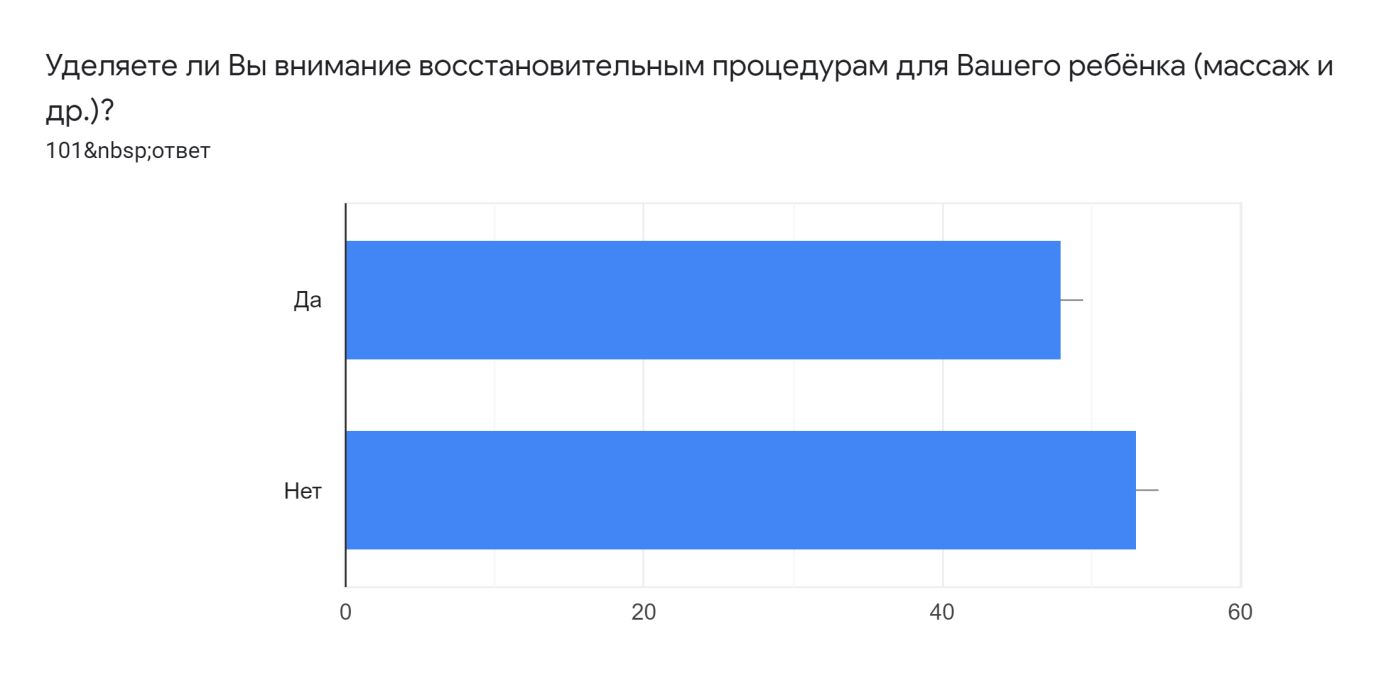 Уделяете ли Вы внимание восстановительным процедурам для Вашего ребёнка (массаж и
др.)?
101&nbsp;ответ
Да
Нет
0 20 40 60